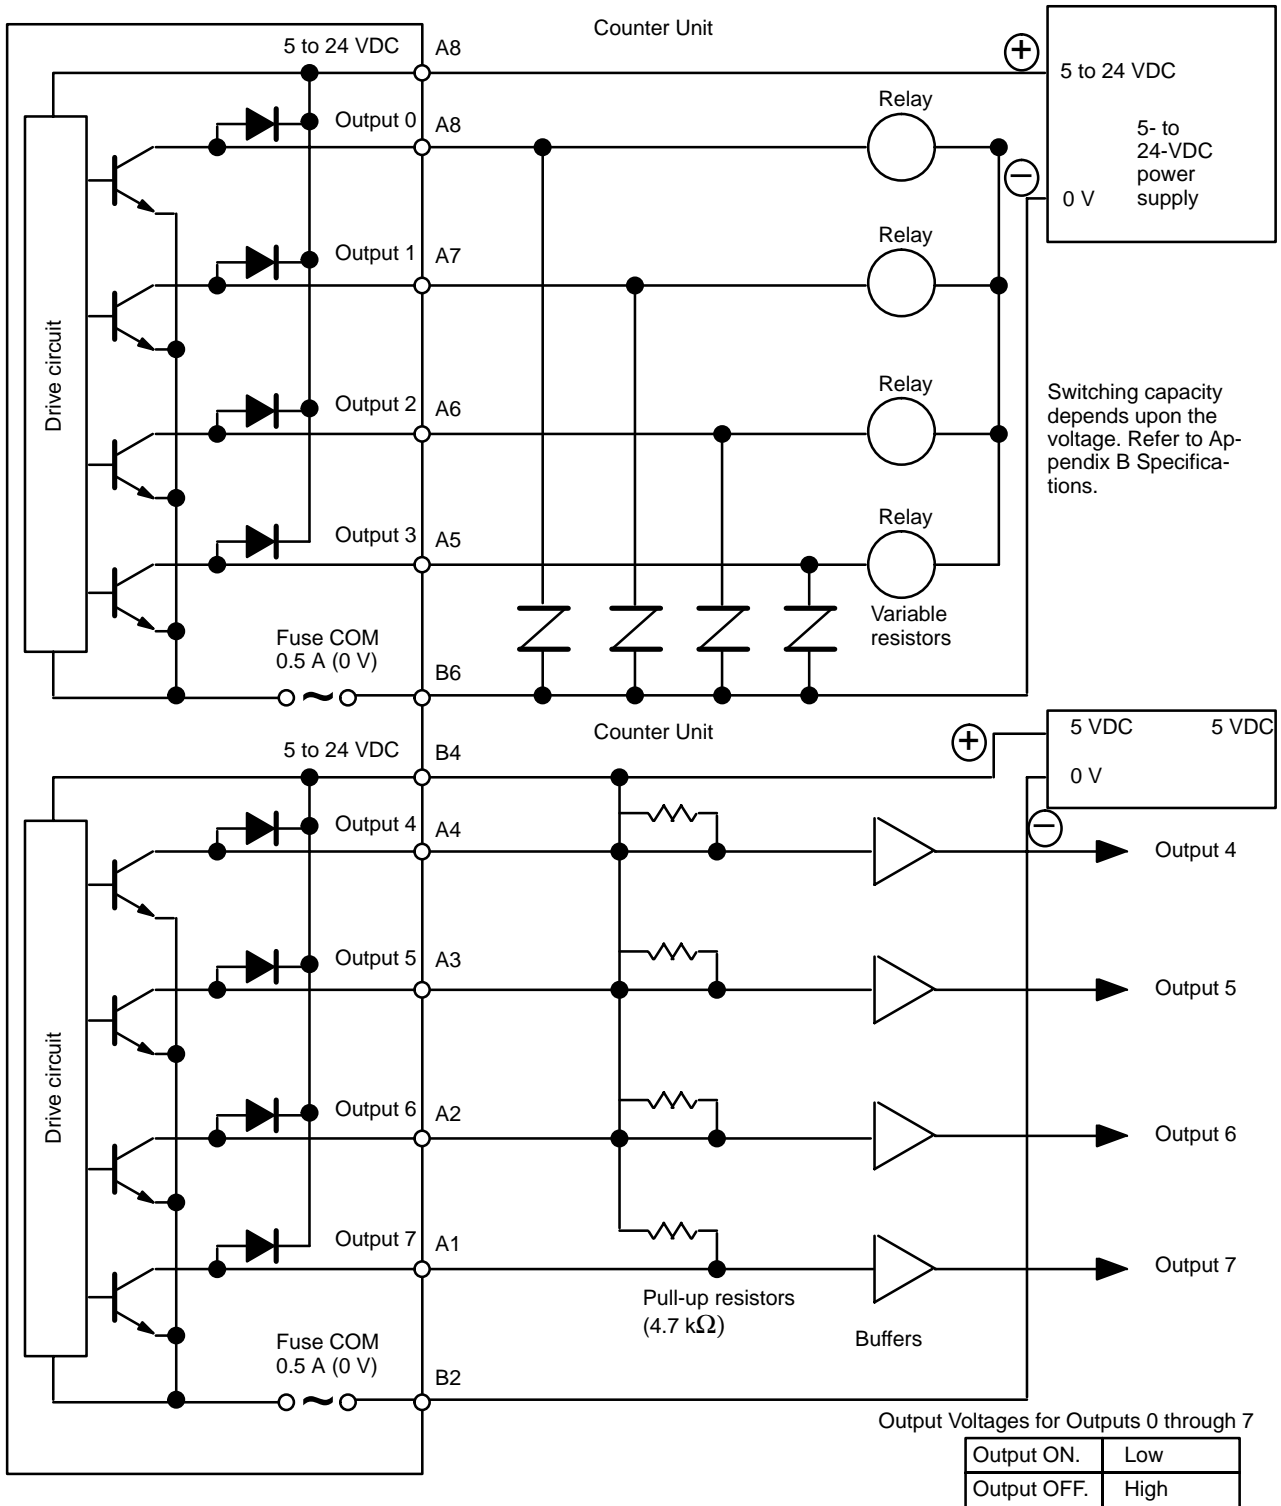 Counter Unit
5 to 24 VDC
A8
5 to 24 VDC
5- to
24-VDC
power
supply
0 V
Output 0
A8
Relay
Output 1
A7
Relay
Drive circuit
Output 2
A6
Relay
Switching capacity
depends upon the
voltage. Refer to Ap-
pendix B Specifica-
tions.
Output 3
A5
Relay
Variable
resistors
Fuse COM
0.5 A (0 V)
B6
Counter Unit
5 to 24 VDC
B4
5 VDC
5 VDC
0 V
Output 4
A4
Output 4
Output 5
A3
Output 5
Drive circuit
Output 6
A2
Output 6
Output 7
A1
Output 7
Pull-up resistors
(4.7 kΩ)
Buffers
Fuse COM
0.5 A (0 V)
B2
Output Voltages for Outputs 0 through 7
Output ON. Low
Output OFF. High